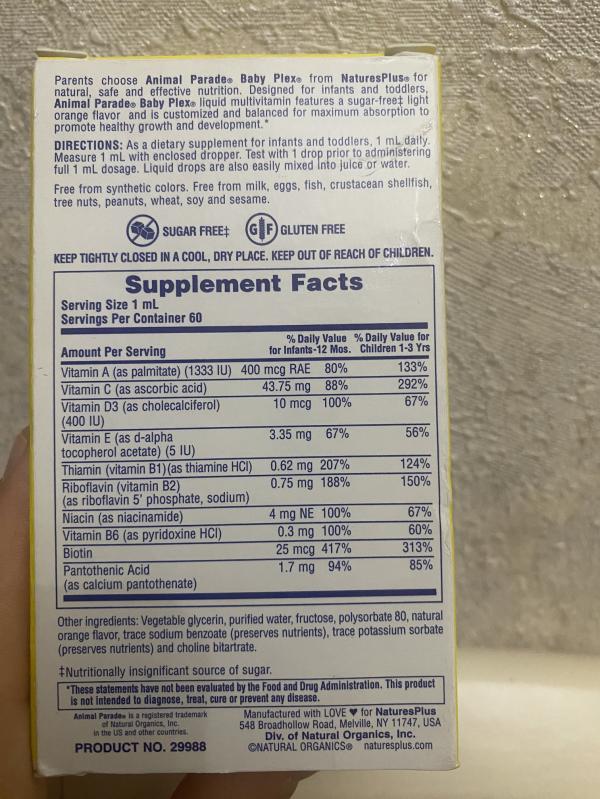 Parents choose Animal Parade® Baby Plex® from NaturesPlus® for
natural, safe and effective nutrition. Designed for infants and toddlers,
Animal Parade® Baby Plex® liquid multivitamin features a sugar-free‡ light
orange flavor and is customized and balanced for maximum absorption to
promote healthy growth and development.*
DIRECTIONS: As a dietary supplement for infants and toddlers, 1 mL daily.
Measure 1 mL with enclosed dropper. Test with 1 drop prior to administering
full 1 mL dosage. Liquid drops are also easily mixed into juice or water.
Free from synthetic colors. Free from milk, eggs, fish, crustacean shellfish,
tree nuts, peanuts, wheat, soy and sesame.
SUGAR FREE‡ GF GLUTEN FREE
KEEP TIGHTLY CLOSED IN A COOL, DRY PLACE. KEEP OUT OF REACH OF CHILDREN.
Supplement Facts
Serving Size 1 mL
Servings Per Container 60
% Daily Value % Daily Value for
Amount Per Serving for Infants-12 Mos. Children 1-3 Yrs
Vitamin A (as palmitate) (1333 IU) 400 mcg RAE 80% 133%
Vitamin C (as ascorbic acid) 43.75 mg 88% 292%
Vitamin D3 (as cholecalciferol) 10 mcg 100% 67%
(400 IU)
Vitamin E (as d-alpha 3.35 mg 67% 56%
tocopherol acetate) (5 IU)
Thiamin (vitamin B1)(as thiamine HCl) 0.62 mg 207% 124%
Riboflavin (vitamin B2) 0.75 mg 188% 150%
(as riboflavin 5' phosphate, sodium)
Niacin (as niacinamide) 4 mg NE 100% 67%
Vitamin B6 (as pyridoxine HCl) 0.3 mg 100% 60%
Biotin 25 mcg 417% 313%
Pantothenic Acid 1.7 mg 94% 85%
(as calcium pantothenate)
Other ingredients: Vegetable glycerin, purified water, fructose, polysorbate 80, natural
orange flavor, trace sodium benzoate (preserves nutrients), trace potassium sorbate
(preserves nutrients) and choline bitartrate.
‡Nutritionally insignificant source of sugar.
*These statements have not been evaluated by the Food and Drug Administration. This product
is not intended to diagnose, treat, cure or prevent any disease.
Animal Parade® is a registered trademark
of Natural Organics, Inc.
in the US and other countries.
PRODUCT NO. 29988
Manufactured with LOVE ♥ for NaturesPlus
548 Broadhollow Road, Melville, NY 11747, USA
Div. of Natural Organics, Inc.
©NATURAL ORGANICS® naturesplus.com